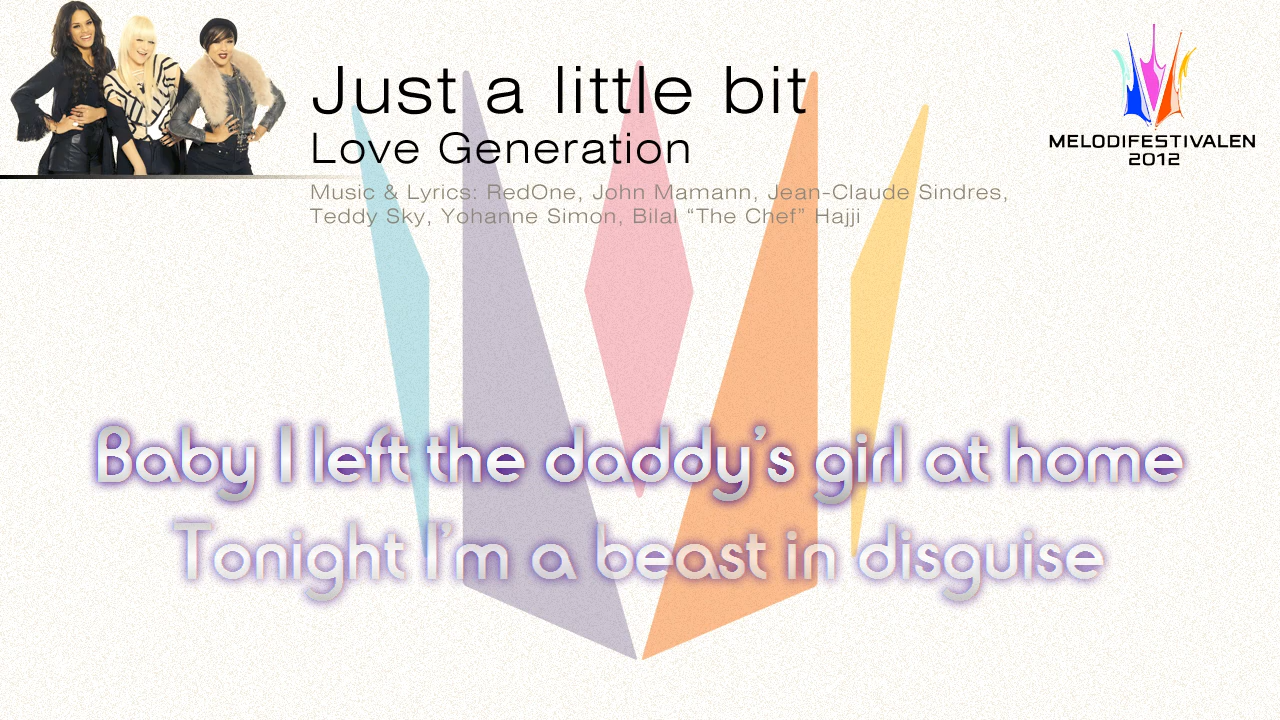 Just a little bit
Love Generation
Music & Lyrics: RedOne, John Mamann, Jean-Claude Sindres,
Teddy Sky, Yohanne Simon, Bilal “The Chef” Hajji
MELODIFESTIVALEN
2012
Baby I left the daddy's girl at home
Tonight I'm a beast in disguise